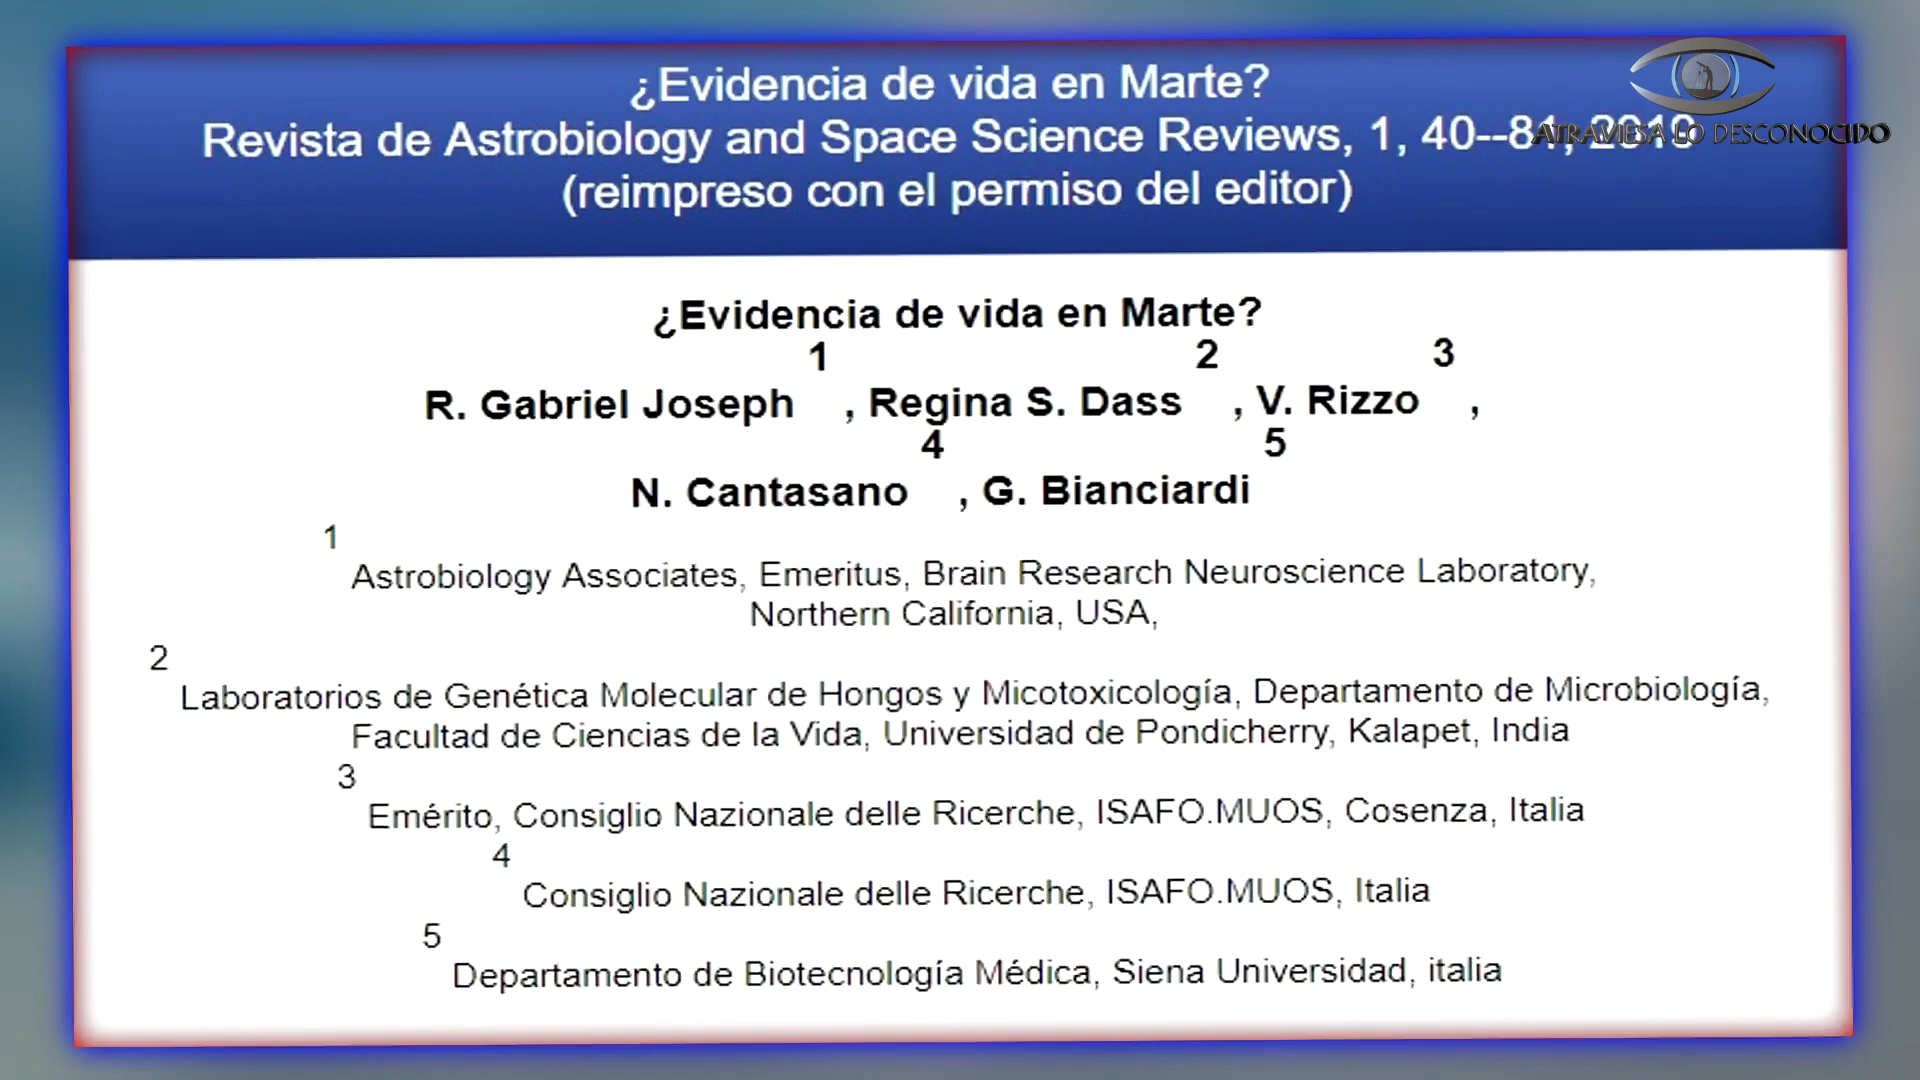 ¿Evidencia de vida en Marte?
Revista de Astrobiology and Space Science Reviews, 1, 40--81, 2019
(reimpreso con el permiso del editor)
ATRAVIESA LO DESCONOCIDO
¿Evidencia de vida en Marte?
1 2 3
R. Gabriel Joseph , Regina S. Dass , V. Rizzo ,
4 5
N. Cantasano , G. Bianciardi
1
Astrobiology Associates, Emeritus, Brain Research Neuroscience Laboratory,
Northern California, USA,
2
Laboratorios de Genética Molecular de Hongos y Micotoxicología, Departamento de Microbiología,
Facultad de Ciencias de la Vida, Universidad de Pondicherry, Kalapet, India
3
Emérito, Consiglio Nazionale delle Ricerche, ISAFO.MUOS, Cosenza, Italia
4
Consiglio Nazionale delle Ricerche, ISAFO.MUOS, Italia
5
Departamento de Biotecnología Médica, Siena Universidad, italia